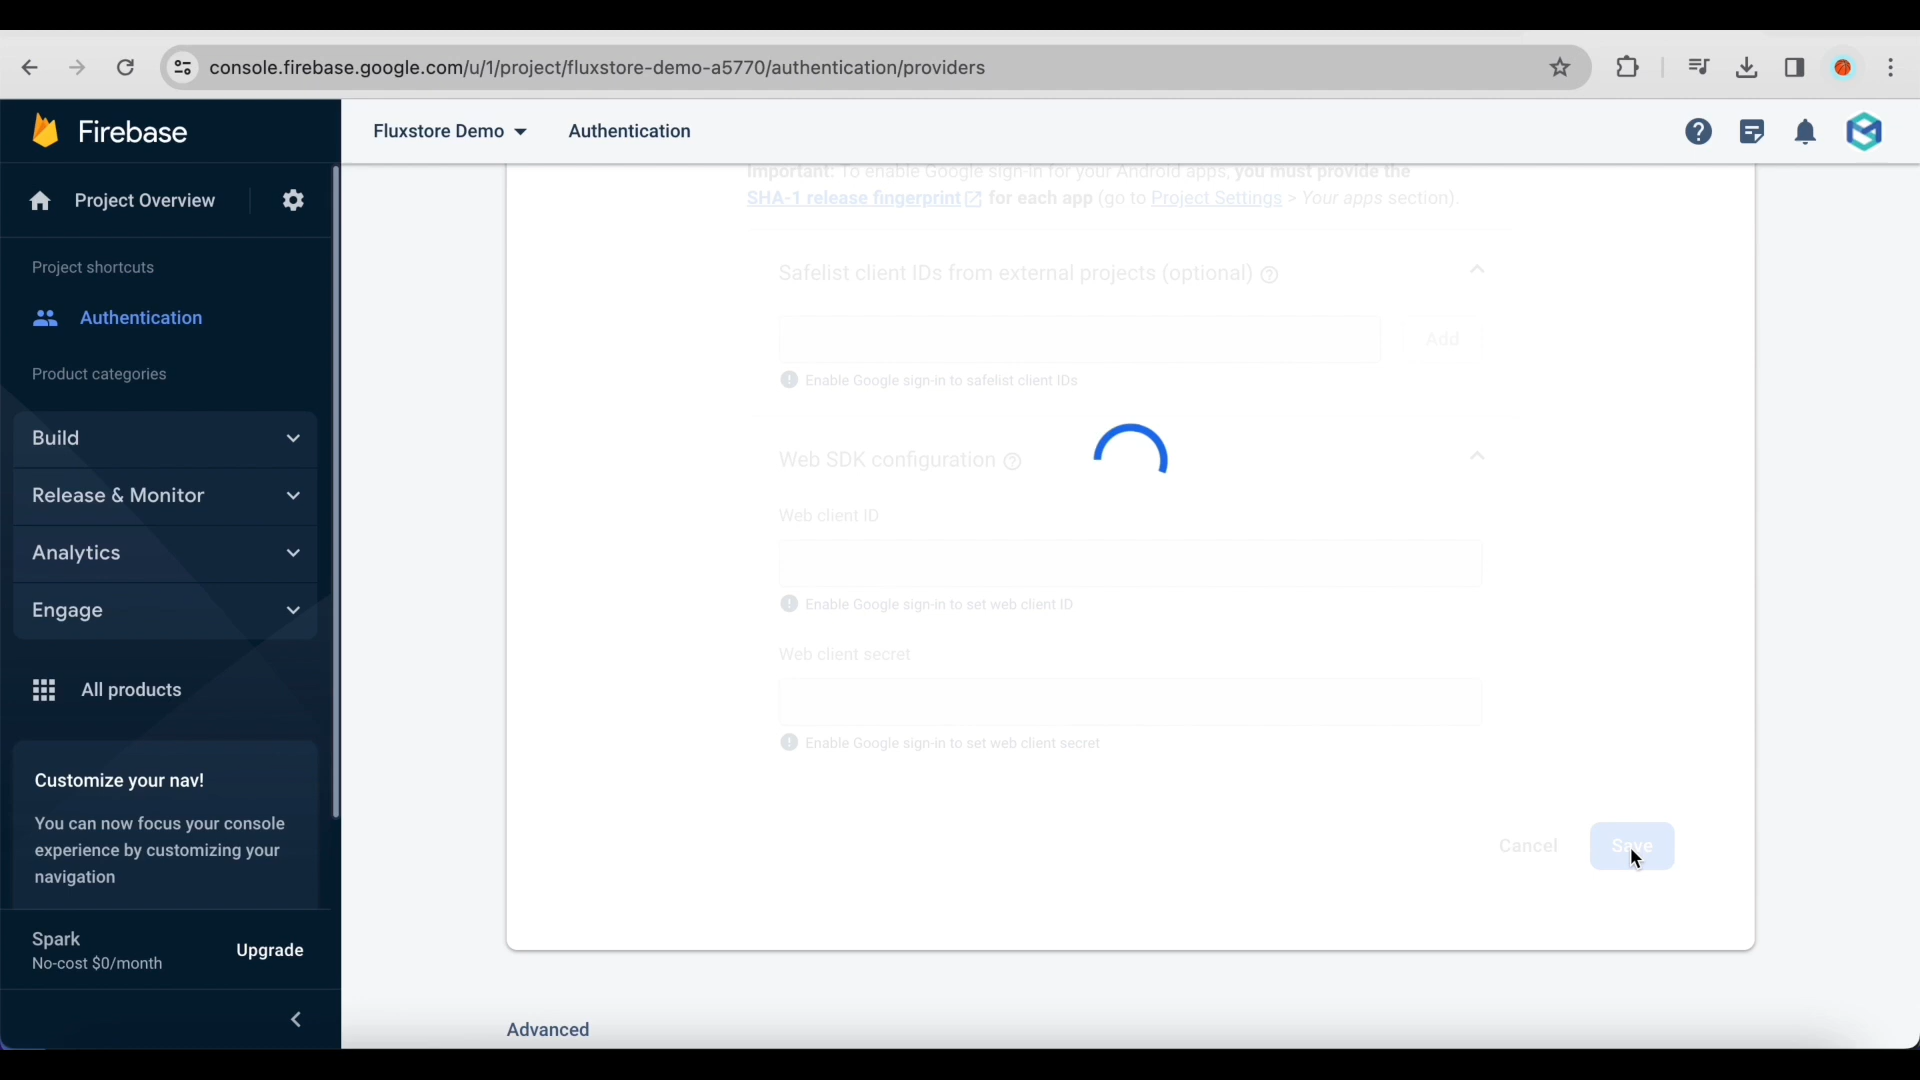 console.firebase.google.com/u/1/project/fluxstore-demo-a5770/authentication/providers
Firebase
Fluxstore Demo
Authentication
Project Overview
Project shortcuts
Authentication
Product categories
Build
Release & Monitor
Analytics
Engage
All products
Customize your nav!
You can now focus your console
experience by customizing your
navigation
Spark
No-cost $0/month
Upgrade
Important: To enable Google sign-in for your Android apps, you must provide the
SHA-1 release fingerprint for each app (go to Project Settings > Your apps section).
Safelist client IDs from external projects (optional)
Add
Enable Google sign-in to safelist client IDs
Web SDK configuration
Web client ID
Enable Google sign-in to set web client ID
Web client secret
Enable Google sign-in to set web client secret
Cancel
Save
Advanced